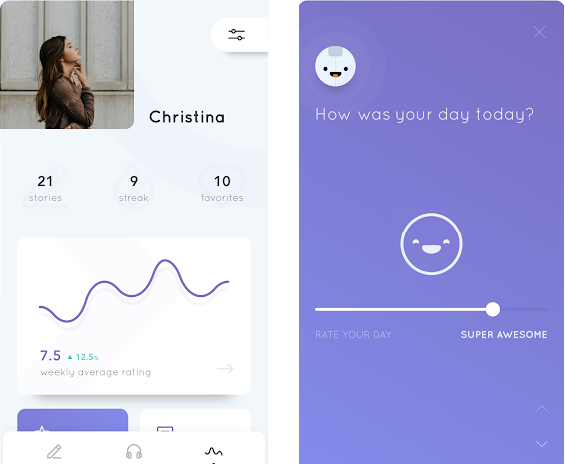 Christina
21
stories
9
streak
10
favorites
7.5 ▲ 12.5%
weekly average rating
How was your day today?
RATE YOUR DAY
SUPER AWESOME